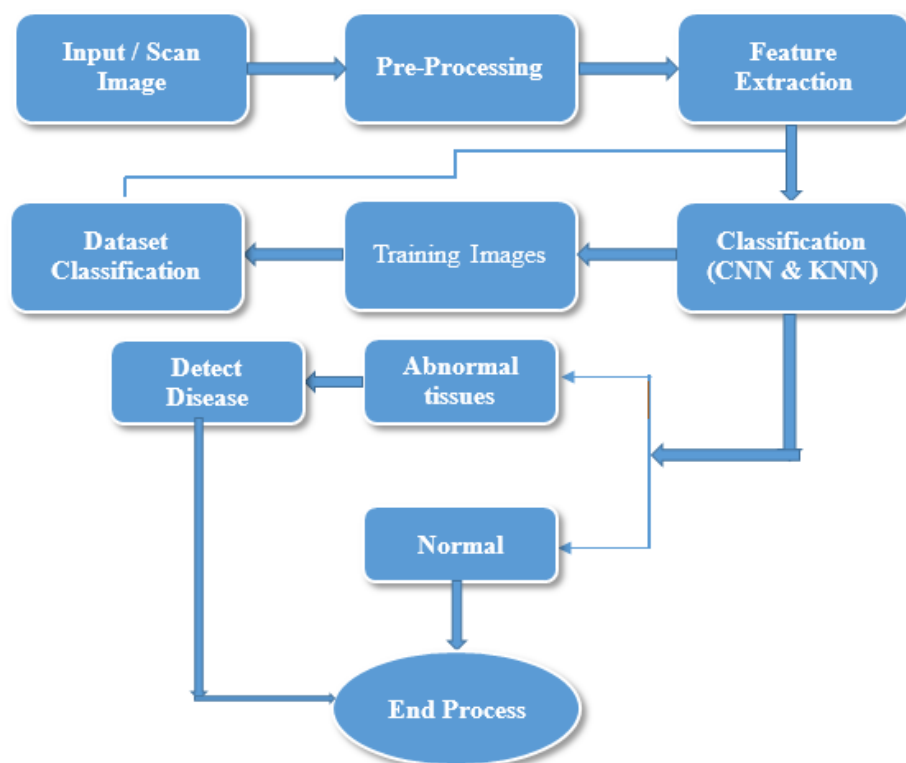 Input / Scan
Image
Pre-Processing
Feature
Extraction
Dataset
Classification
Training Images
Classification
(CNN & KNN)
Detect
Disease
Abnormal
tissues
Normal
End Process